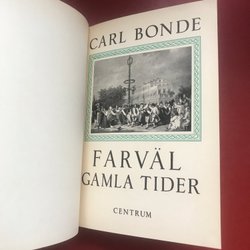 CARL BONDE
FARVÄL
GAMLA TIDER
CENTRUM